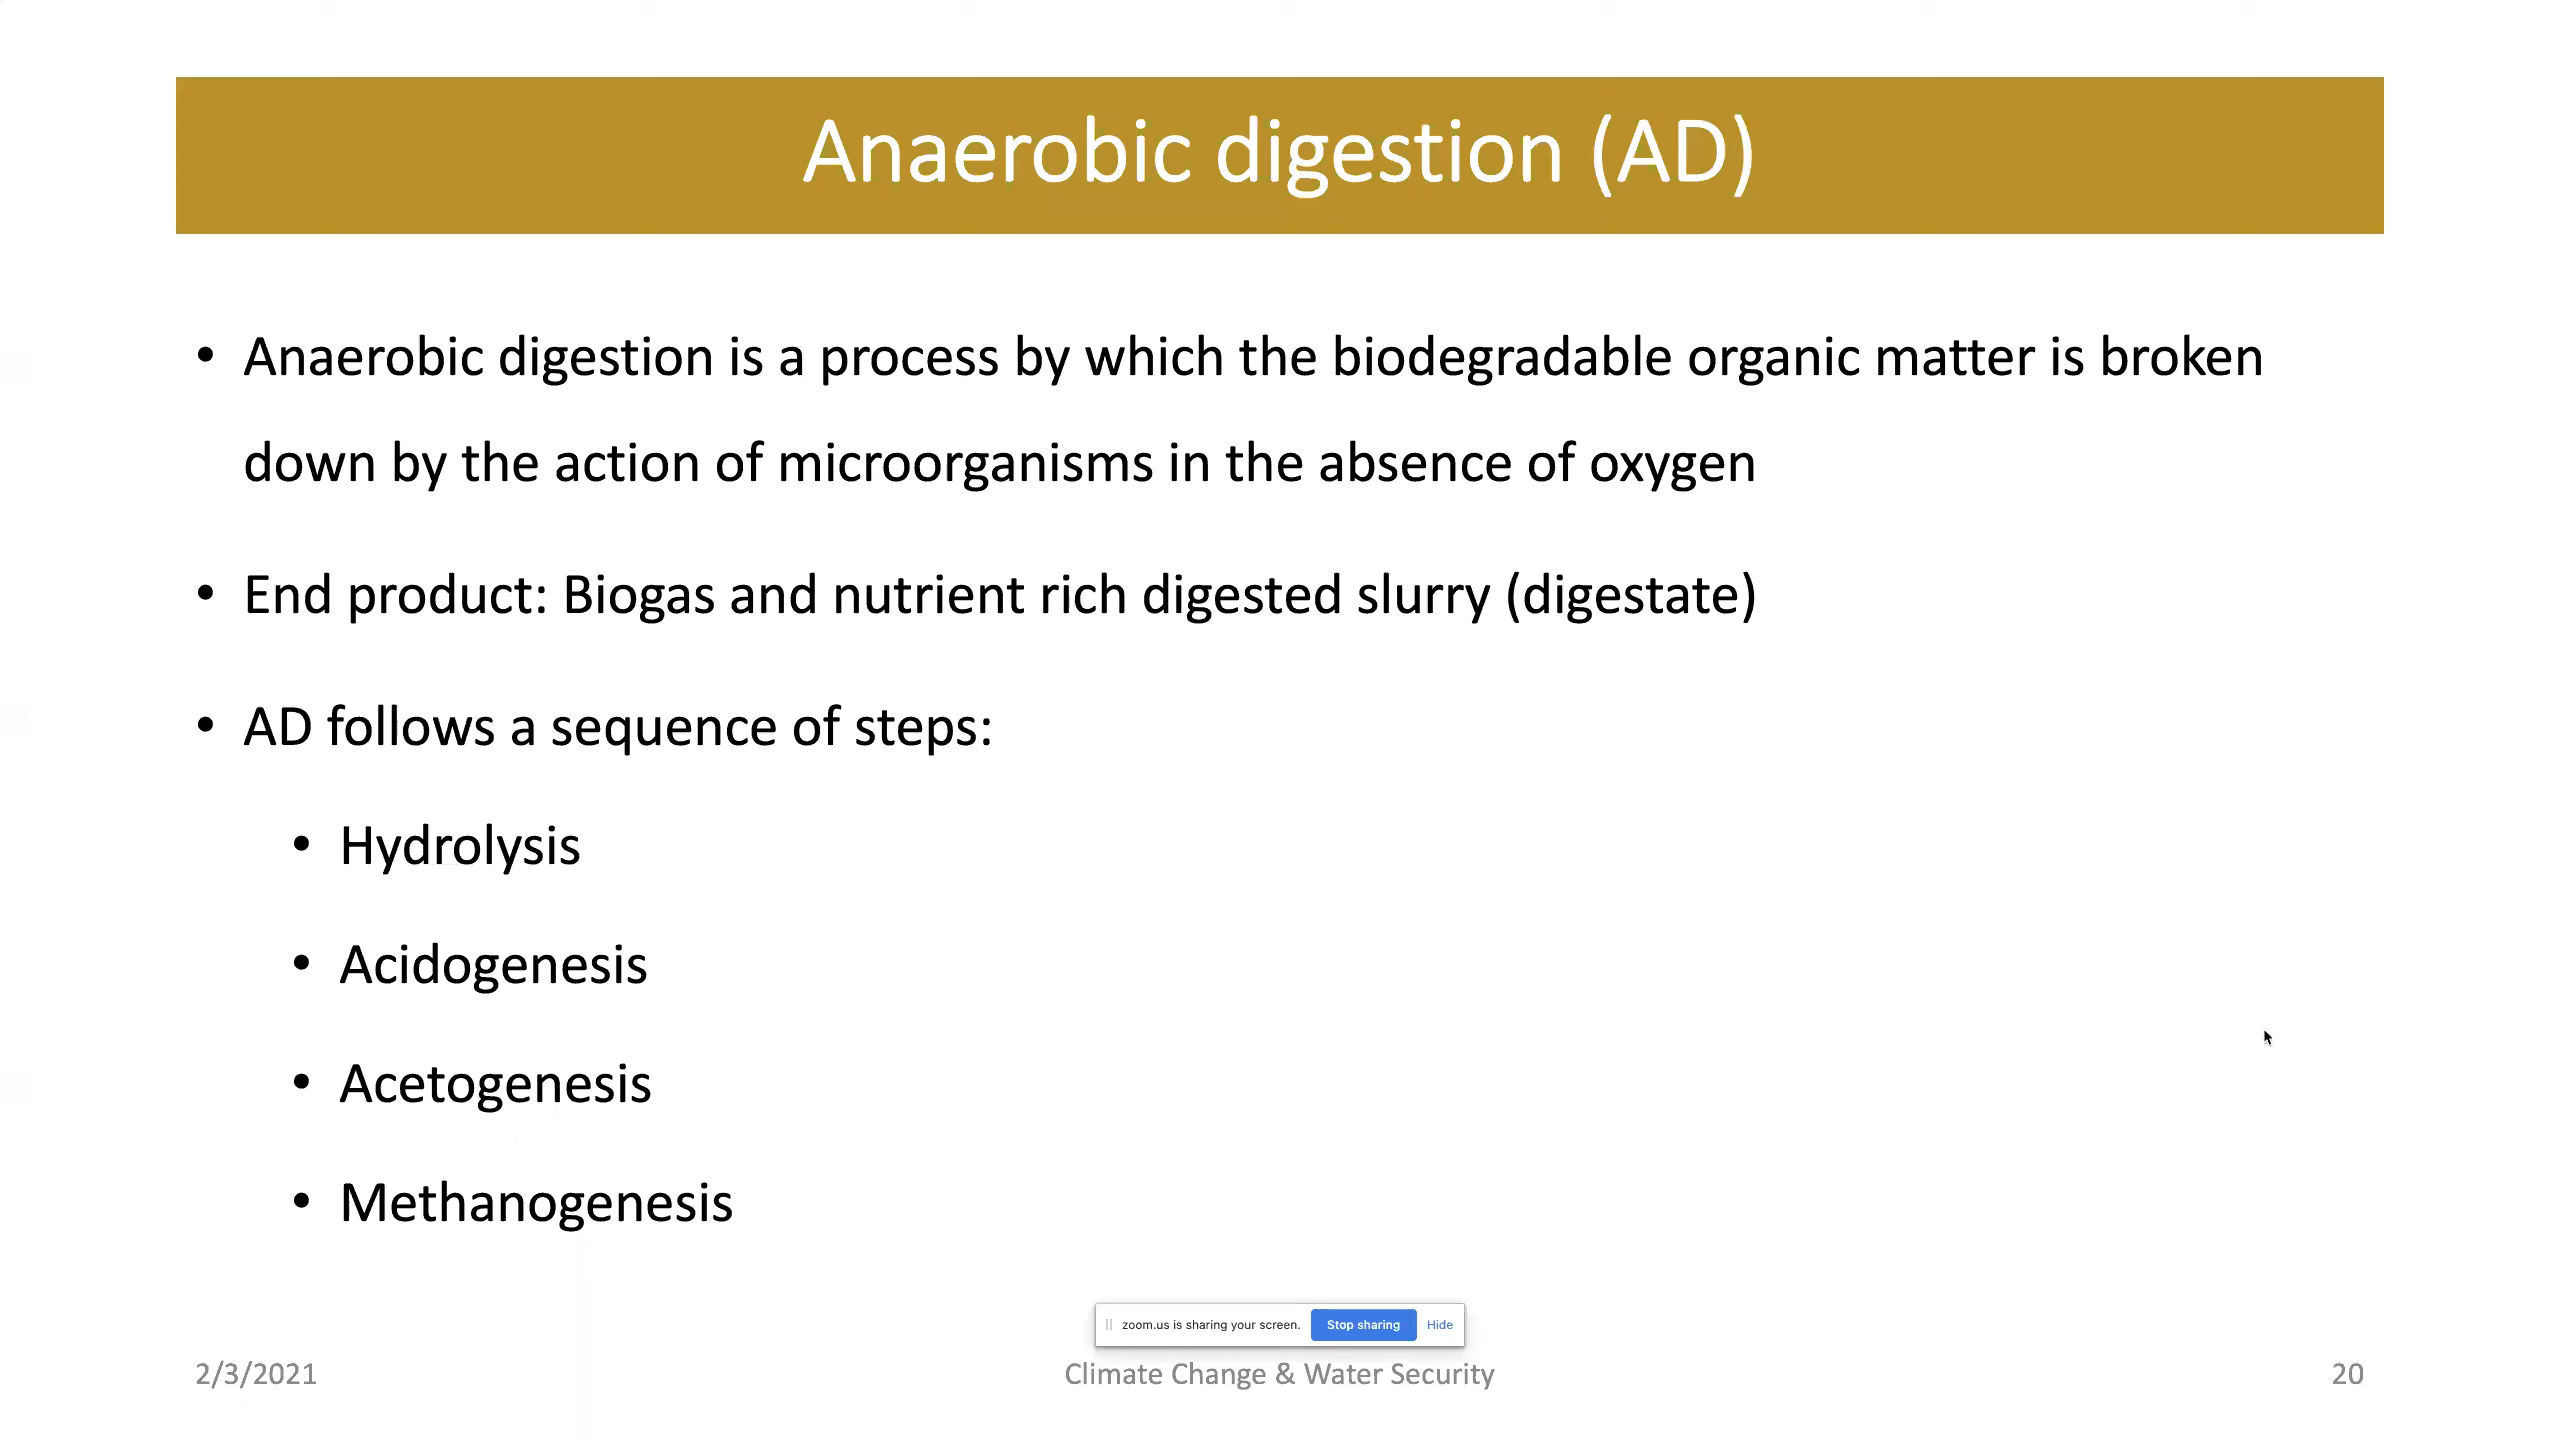 Anaerobic digestion (AD)
• Anaerobic digestion is a process by which the biodegradable organic matter is broken
down by the action of microorganisms in the absence of oxygen
• End product: Biogas and nutrient rich digested slurry (digestate)
• AD follows a sequence of steps:
• Hydrolysis
• Acidogenesis
• Acetogenesis
• Methanogenesis
zoom.us is sharing your screen. Stop sharing Hide
2/3/2021 Climate Change & Water Security 20